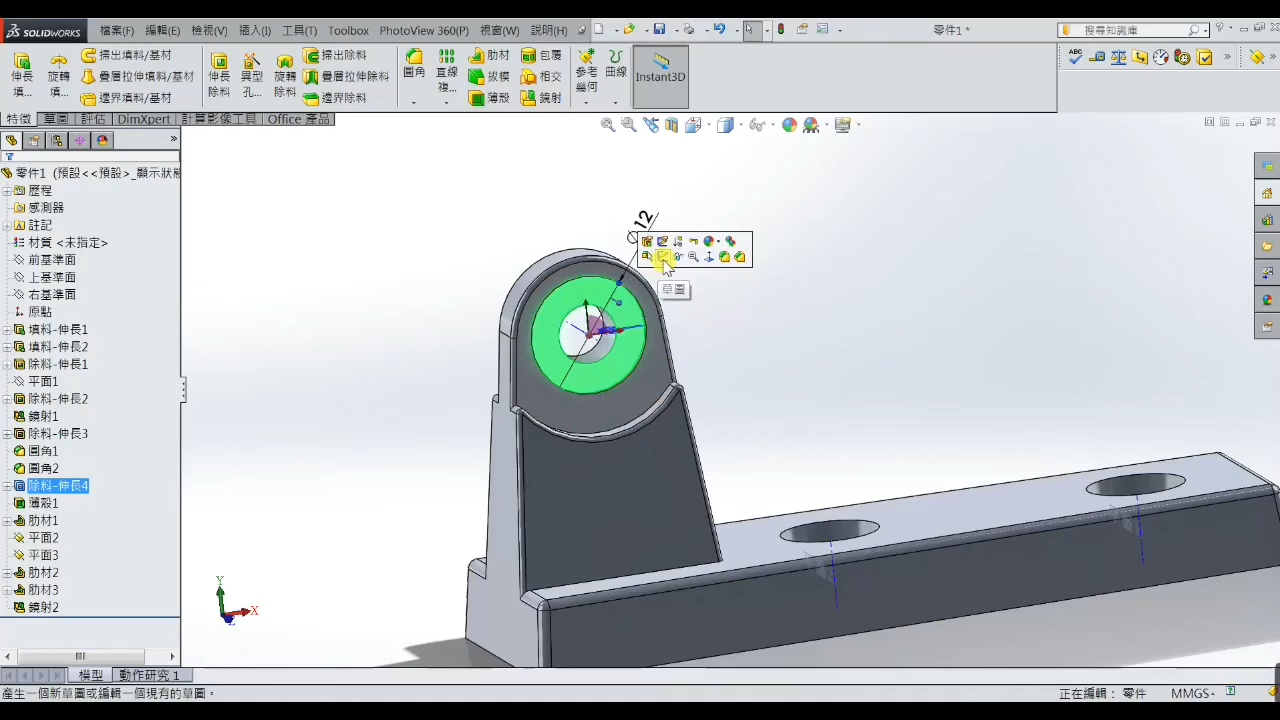 SOLIDWORKS 檔案(F) 編輯(E) 檢視(V) 插入(I) 工具(T) Toolbox PhotoView 360(P) 視窗(W) 說明(H) 零件1 * 搜尋知識庫
伸長填... 旋轉填... 掃出填料/基材 疊層拉伸填料/基材 邊界填料/基材
伸長除料 異型孔... 旋轉除料 掃出除料 疊層拉伸除料 邊界除料
圓角 直線複... 肋材 拔模 薄殼 包覆 相交 鏡射
參考幾何 曲線 Instant3D
特徵 草圖 評估 DimXpert 計算影像工具 Office 產品
零件1 (預設<<預設>_顯示狀態
歷程
感測器
註記
材質 <未指定>
前基準面
上基準面
右基準面
原點
填料-伸長1
填料-伸長2
除料-伸長1
平面1
除料-伸長2
鏡射1
除料-伸長3
圓角1
圓角2
除料-伸長4
薄殼1
肋材1
平面2
平面3
肋材2
肋材3
鏡射2
∅12
草圖
Y
X
Z
模型 動作研究 1
產生一個新草圖或編輯一個現有的草圖。 正在編輯： 零件 MMGS